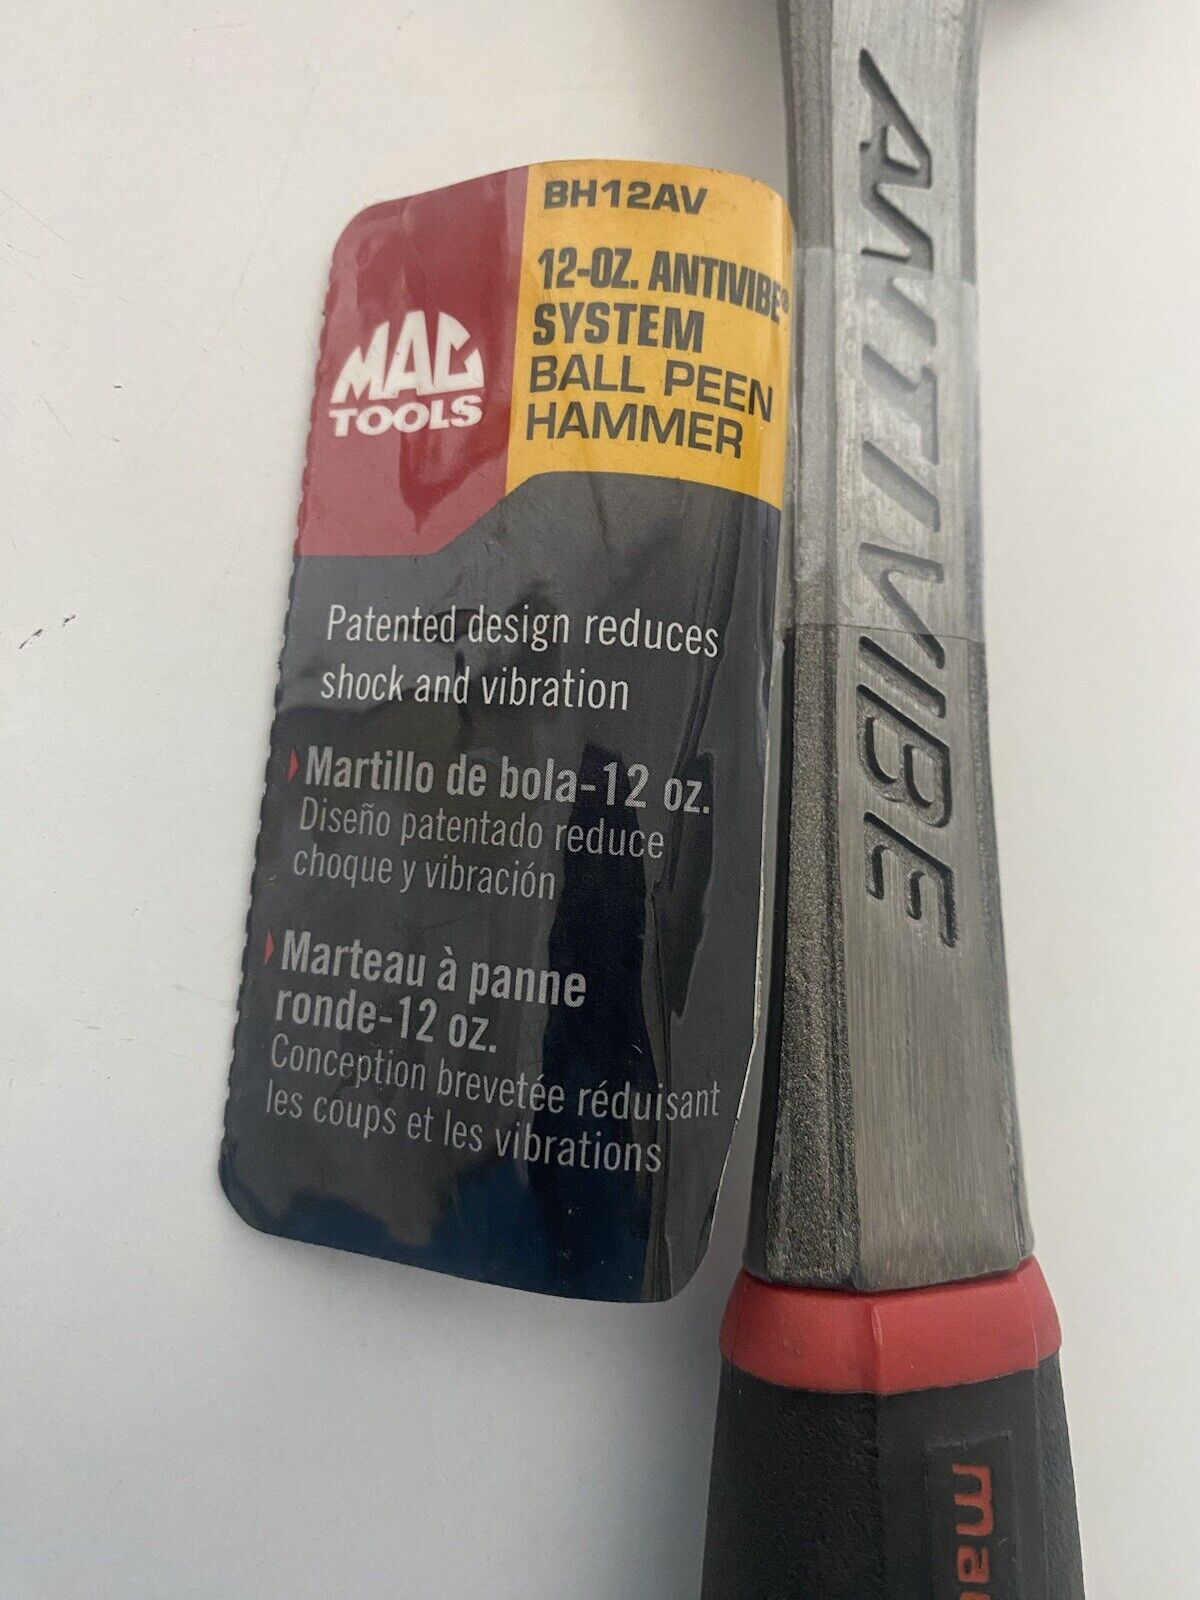 BH12AV
12-OZ. ANTIVIBE®
SYSTEM
BALL PEEN
HAMMER
MAC
TOOLS
Patented design reduces
shock and vibration
Martillo de bola-12 oz.
Diseño patentado reduce
choque y vibración
Marteau à panne
ronde-12 oz.
Conception brevetée réduisant
les coups et les vibrations
ANTIVIBE